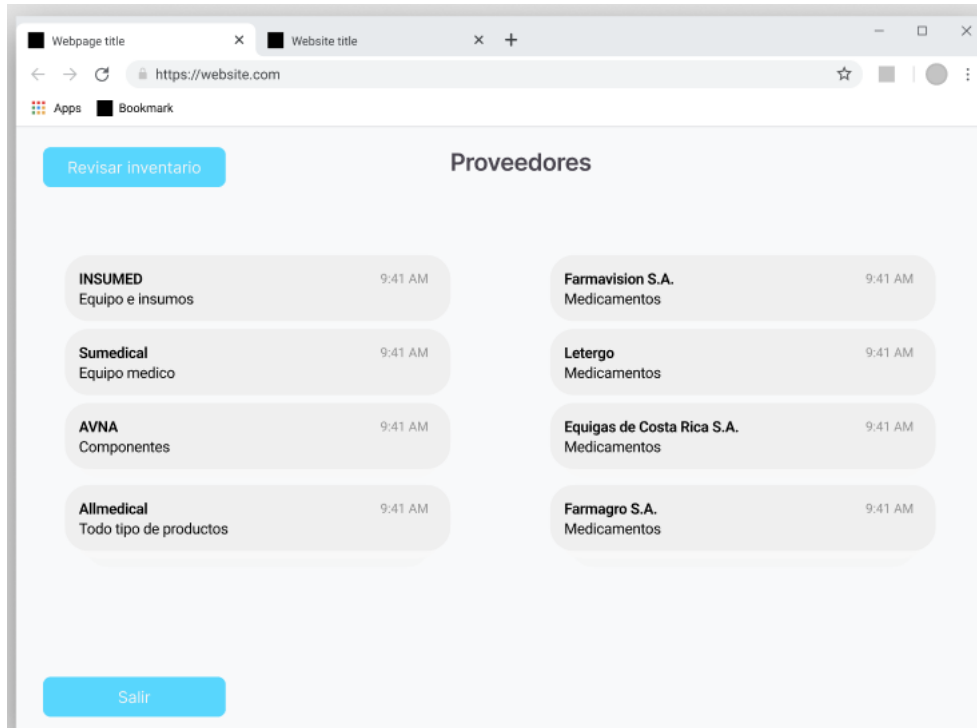 Webpage title
Website title
https://website.com
Apps
Bookmark
Revisar inventario
Proveedores
INSUMED 9:41 AM
Equipo e insumos
Sumedical 9:41 AM
Equipo medico
AVNA 9:41 AM
Componentes
Allmedical 9:41 AM
Todo tipo de productos
Farmavision S.A. 9:41 AM
Medicamentos
Letergo 9:41 AM
Medicamentos
Equigas de Costa Rica S.A. 9:41 AM
Medicamentos
Farmagro S.A. 9:41 AM
Medicamentos
Salir